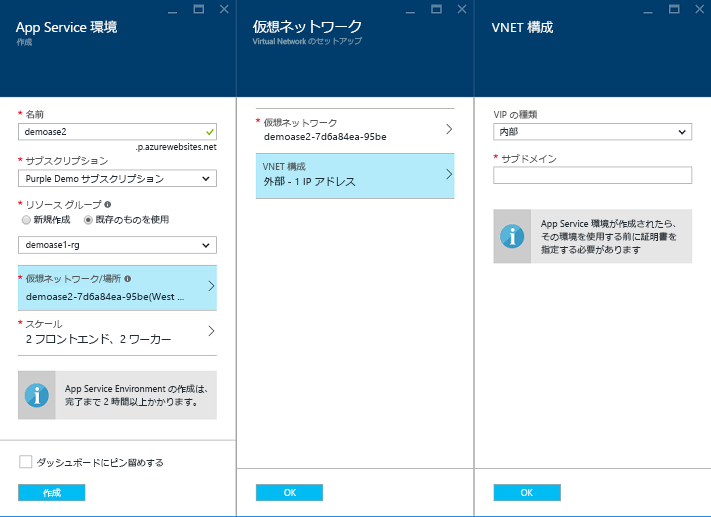 App Service 環境
作成
* 名前
demoase2
.p.azurewebsites.net
* サブスクリプション
Purple Demo サブスクリプション
* リソース グループ
新規作成 既存のものを使用
demoase1-rg
* 仮想ネットワーク/場所
demoase2-7d6a84ea-95be(West ...
* スケール
2 フロントエンド、2 ワーカー
App Service Environment の作成は、
完了まで 2 時間以上かかります。
ダッシュボードにピン留めする
作成
仮想ネットワーク
Virtual Network のセットアップ
* 仮想ネットワーク
demoase2-7d6a84ea-95be
VNET 構成
外部 - 1 IP アドレス
OK
VNET 構成
VIP の種類
内部
* サブドメイン
App Service 環境が作成されたら、
その環境を使用する前に証明書を
指定する必要があります
OK